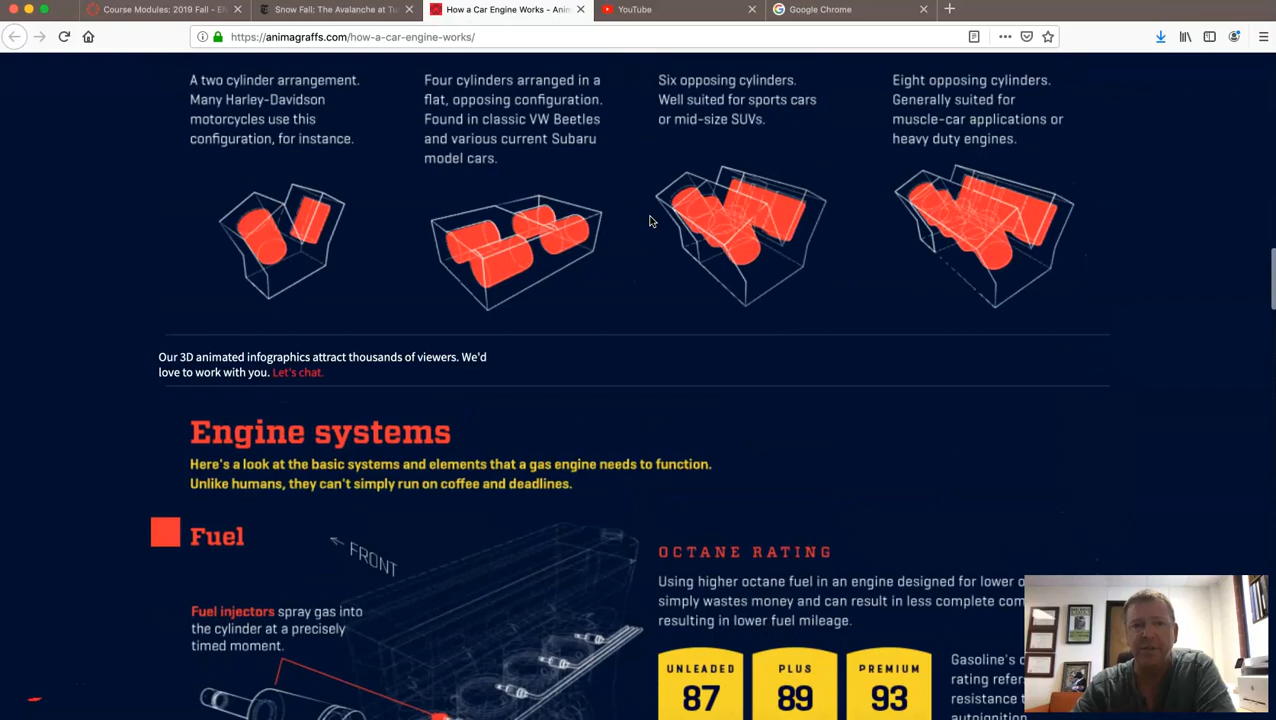 Course Modules: 2019 Fall - EN
Snow Fall: The Avalanche at Tu
How a Car Engine Works - Anim
YouTube
Google Chrome
https://animagraffs.com/how-a-car-engine-works/
A two cylinder arrangement.
Many Harley-Davidson
motorcycles use this
configuration, for instance.
Four cylinders arranged in a
flat, opposing configuration.
Found in classic VW Beetles
and various current Subaru
model cars.
Six opposing cylinders.
Well suited for sports cars
or mid-size SUVs.
Eight opposing cylinders.
Generally suited for
muscle-car applications or
heavy duty engines.
Our 3D animated infographics attract thousands of viewers. We'd
love to work with you. Let's chat.
Engine systems
Here's a look at the basic systems and elements that a gas engine needs to function.
Unlike humans, they can't simply run on coffee and deadlines.
Fuel
FRONT
Fuel injectors spray gas into
the cylinder at a precisely
timed moment.
OCTANE RATING
Using higher octane fuel in an engine designed for lower o
simply wastes money and can result in less complete com
resulting in lower fuel mileage.
UNLEADED
87
PLUS
89
PREMIUM
93
Gasoline's o
rating refers
resistance t
autoignition